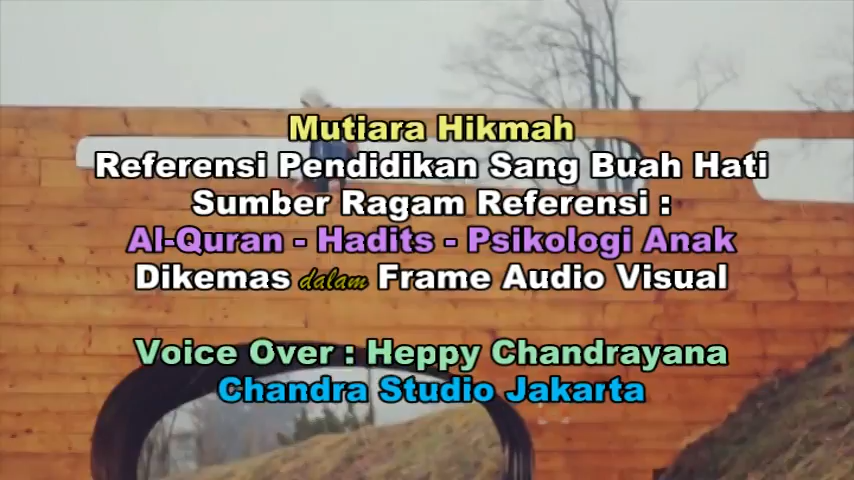 Mutiara Hikmah
Referensi Pendidikan Sang Buah Hati
Sumber Ragam Referensi :
Al-Quran - Hadits - Psikologi Anak
Dikemas dalam Frame Audio Visual
Voice Over : Heppy Chandrayana
Chandra Studio Jakarta